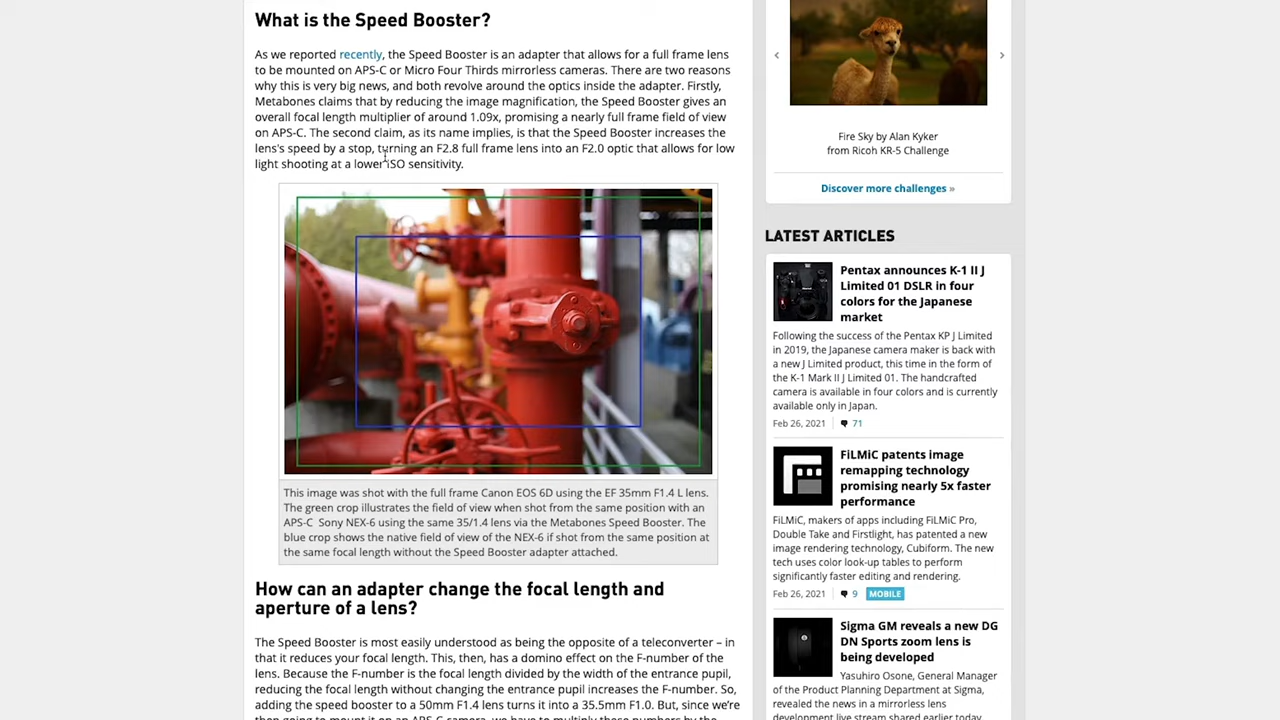 What is the Speed Booster?
As we reported recently, the Speed Booster is an adapter that allows for a full frame lens
to be mounted on APS-C or Micro Four Thirds mirrorless cameras. There are two reasons
why this is very big news, and both revolve around the optics inside the adapter. Firstly,
Metabones claims that by reducing the image magnification, the Speed Booster gives an
overall focal length multiplier of around 1.09x, promising a nearly full frame field of view
on APS-C. The second claim, as its name implies, is that the Speed Booster increases the
lens's speed by a stop, turning an F2.8 full frame lens into an F2.0 optic that allows for low
light shooting at a lower ISO sensitivity.
This image was shot with the full frame Canon EOS 6D using the EF 35mm F1.4 L lens.
The green crop illustrates the field of view when shot from the same position with an
APS-C Sony NEX-6 using the same 35/1.4 lens via the Metabones Speed Booster. The
blue crop shows the native field of view of the NEX-6 if shot from the same position at
the same focal length without the Speed Booster adapter attached.
How can an adapter change the focal length and
aperture of a lens?
The Speed Booster is most easily understood as being the opposite of a teleconverter – in
that it reduces your focal length. This, then, has a domino effect on the F-number of the
lens. Because the F-number is the focal length divided by the width of the entrance pupil,
reducing the focal length without changing the entrance pupil increases the F-number. So,
adding the speed booster to a 50mm F1.4 lens turns it into a 35.5mm F1.0. But, since we're
then going to mount it on an APS-C camera, we have to multiply these numbers by the
Fire Sky by Alan Kyker
from Ricoh KR-5 Challenge
Discover more challenges »
LATEST ARTICLES
Pentax announces K-1 II J
Limited 01 DSLR in four
colors for the Japanese
market
Following the success of the Pentax KP J Limited
in 2019, the Japanese camera maker is back with
a new J Limited product, this time in the form of
the K-1 Mark II J Limited 01. The handcrafted
camera is available in four colors and is currently
available only in Japan.
Feb 26, 2021 71
FiLMiC patents image
remapping technology
promising nearly 5x faster
performance
FiLMiC, makers of apps including FiLMiC Pro,
Double Take and Firstlight, has patented a new
image rendering technology, Cubiform. The new
tech uses color look-up tables to perform
significantly faster editing and rendering.
Feb 26, 2021 9 MOBILE
Sigma GM reveals a new DG
DN Sports zoom lens is
being developed
Yasuhiro Osone, General Manager
of the Product Planning Department at Sigma,
revealed the news in a mirrorless lens
development live stream shared earlier today